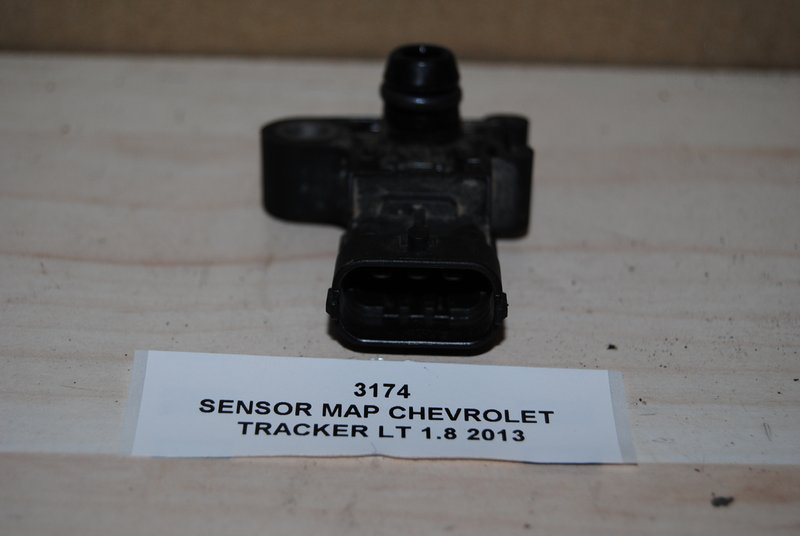 3174
SENSOR MAP CHEVROLET
TRACKER LT 1.8 2013